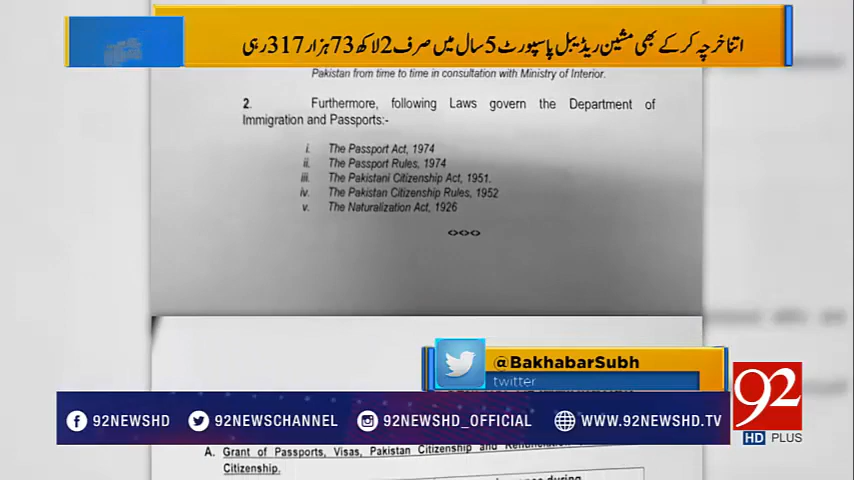 اتنا خرچہ کر کے بھی مشین ریڈیبل پاسپورٹ 5 سال میں صرف 2 لاکھ 73 ہزار 317 رہی
Pakistan from time to time in consultation with Ministry of Interior.
2. Furthermore, following Laws govern the Department of
Immigration and Passports:-
i. The Passport Act, 1974
ii. The Passport Rules, 1974
iii. The Pakistani Citizenship Act, 1951.
iv. The Pakistan Citizenship Rules, 1952
v. The Naturalization Act, 1926
@BakhabarSubh
twitter
92NEWSHD 92NEWSCHANNEL 92NEWSHD_OFFICIAL WWW.92NEWSHD.TV
92
HD PLUS
A. Grant of Passports, Visas, Pakistan Citizenship and
Citizenship.
during